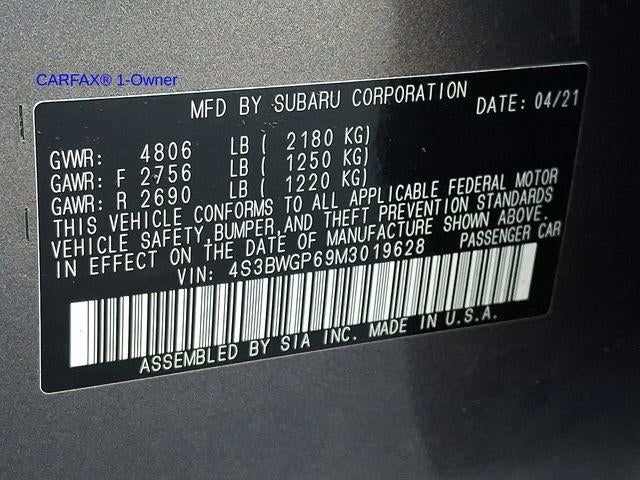 CARFAX® 1-Owner
MFD BY SUBARU CORPORATION DATE: 04/21
GVWR: 4806 LB ( 2180 KG)
GAWR: F 2756 LB ( 1250 KG)
GAWR: R 2690 LB ( 1220 KG)
THIS VEHICLE CONFORMS TO ALL APPLICABLE FEDERAL MOTOR
VEHICLE SAFETY,BUMPER,AND THEFT PREVENTION STANDARDS
IN EFFECT ON THE DATE OF MANUFACTURE SHOWN ABOVE.
VIN: 4S3BWGP69M3019628 PASSENGER CAR
ASSEMBLED BY SIA INC. MADE IN U.S.A.